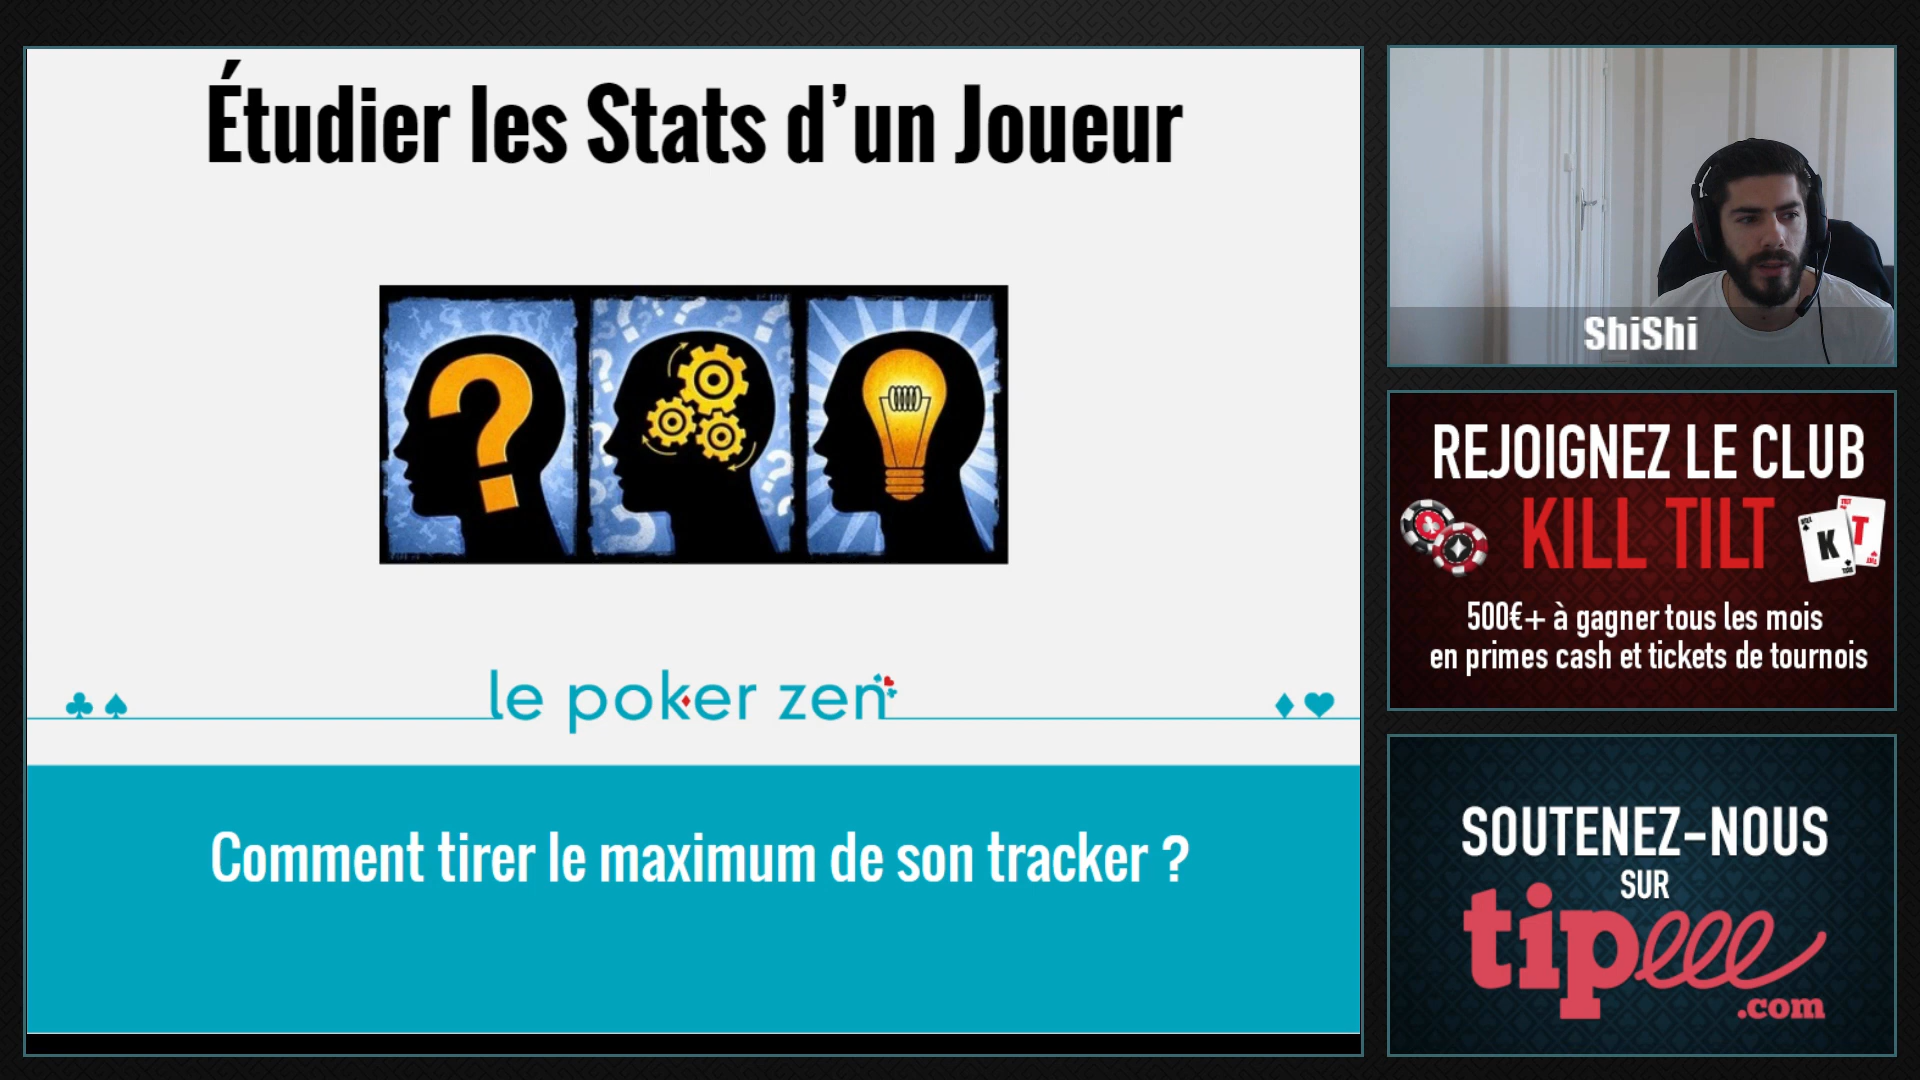 Étudier les Stats d’un Joueur
le poker zen
Comment tirer le maximum de son tracker ?
ShiShi
REJOIGNEZ LE CLUB
KILL TILT
K
T
500€+ à gagner tous les mois
en primes cash et tickets de tournois
SOUTENEZ-NOUS
SUR
tipeee
.com